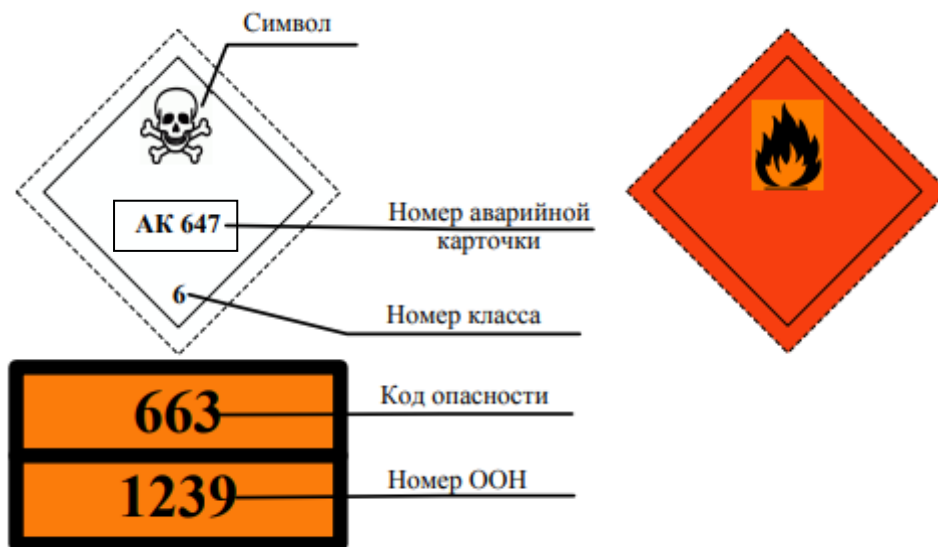 Символ
АК 647
Номер аварийной
карточки
6
Номер класса
663
Код опасности
1239
Номер ООН